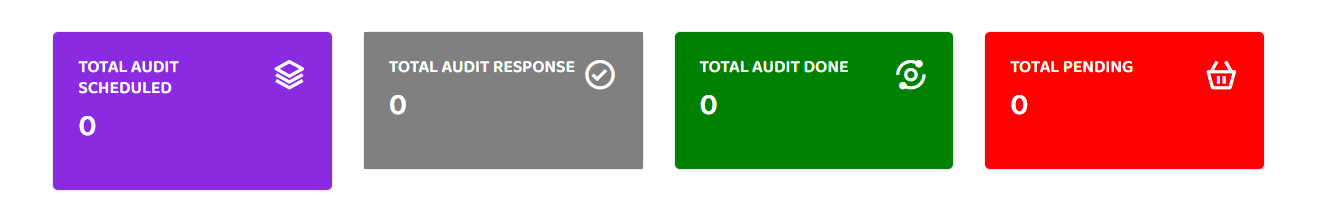 TOTAL AUDIT
SCHEDULED
0
TOTAL AUDIT RESPONSE
0
TOTAL AUDIT DONE
0
TOTAL PENDING
0